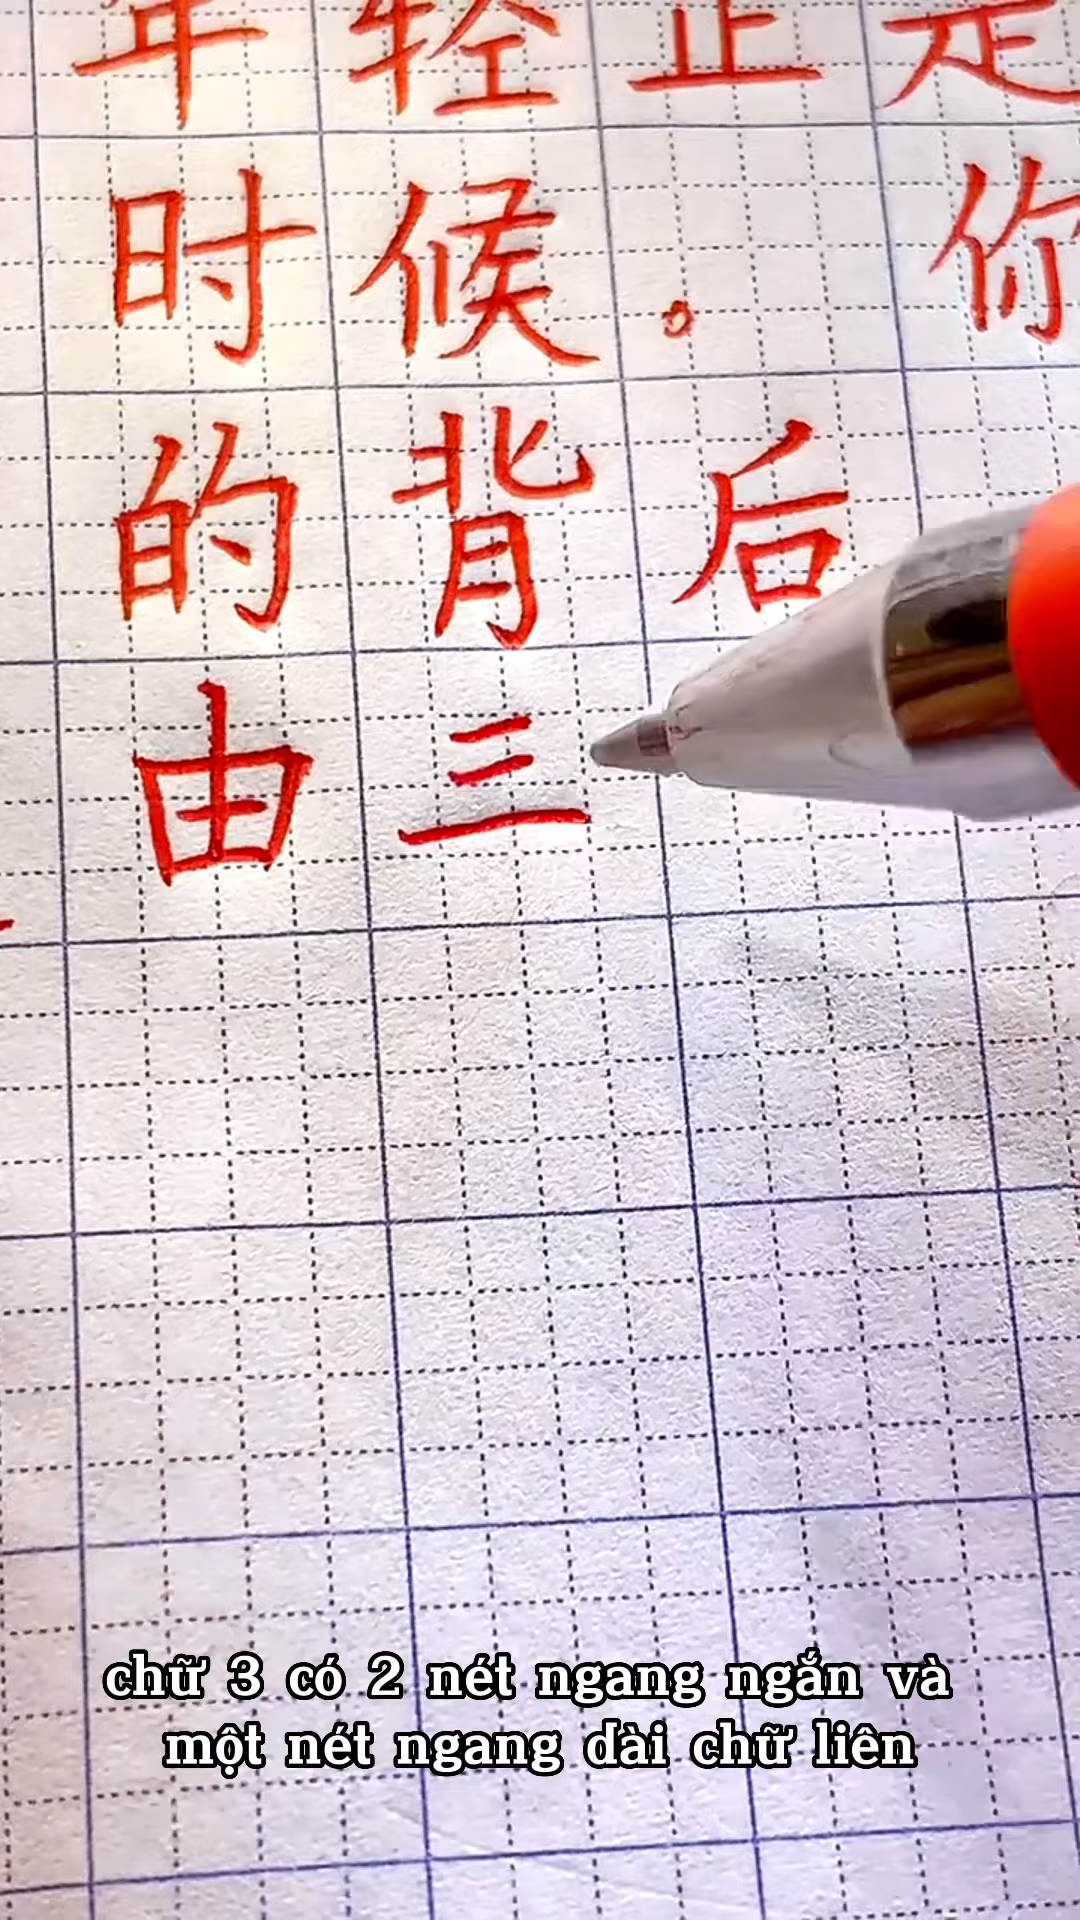 年轻正是
时候。你
的背后
由三
chữ 3 có 2 nét ngang ngắn và
một nét ngang dài chữ liên